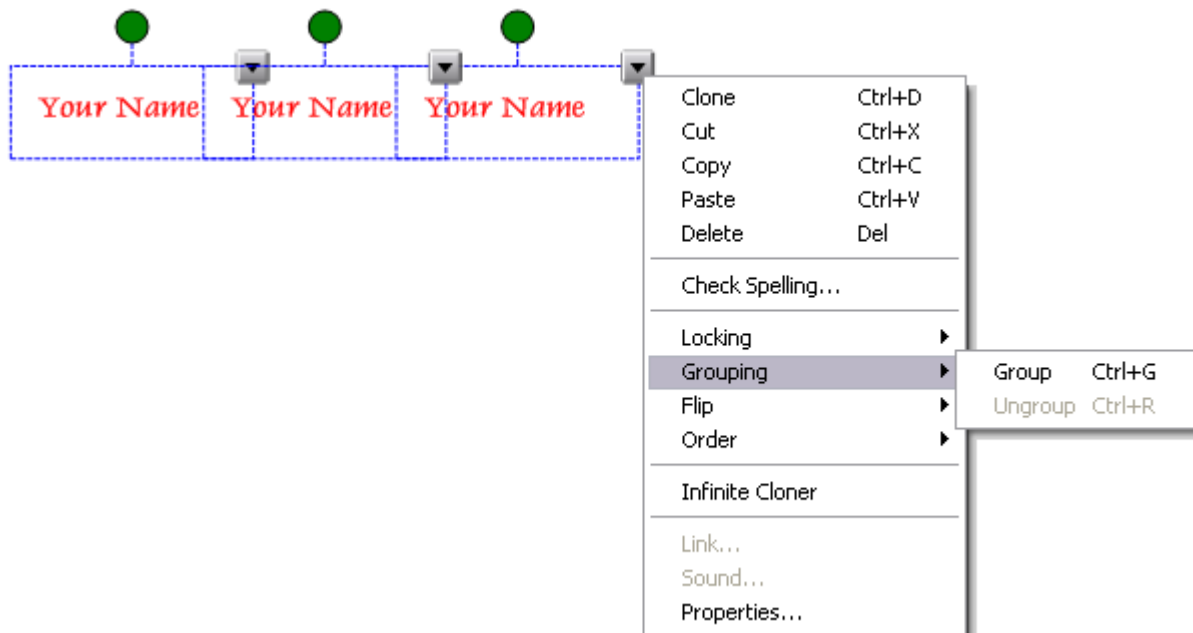 Your Name Your Name Your Name
Clone Ctrl+D
Cut Ctrl+X
Copy Ctrl+C
Paste Ctrl+V
Delete Del
Check Spelling...
Locking
Grouping
Group Ctrl+G
Ungroup Ctrl+R
Flip
Order
Infinite Cloner
Link...
Sound...
Properties...